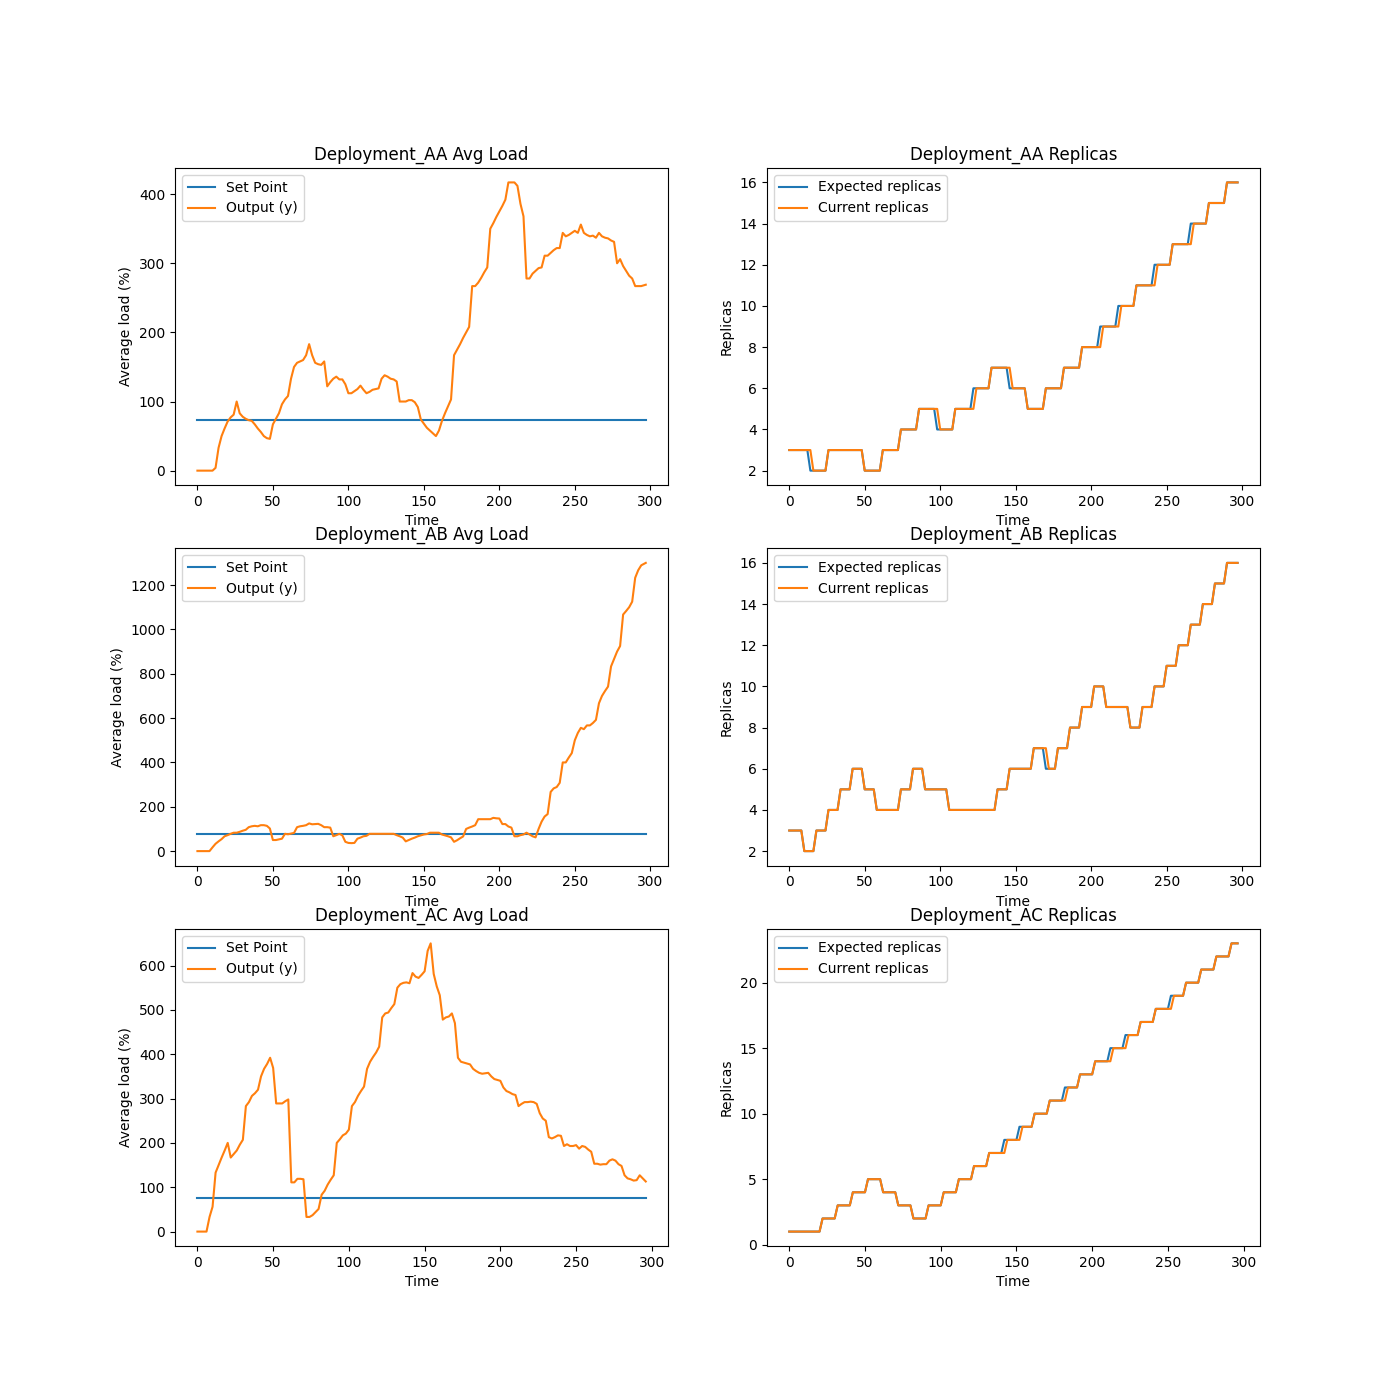 Deployment_AA Avg Load
Set Point
Output (y)
Average load (%)
400
300
200
100
0
0 50 100 150 200 250 300
Time
Deployment_AA Replicas
Expected replicas
Current replicas
Replicas
16
14
12
10
8
6
4
2
0 50 100 150 200 250 300
Time
Deployment_AB Avg Load
Set Point
Output (y)
Average load (%)
1200
1000
800
600
400
200
0
0 50 100 150 200 250 300
Time
Deployment_AB Replicas
Expected replicas
Current replicas
Replicas
16
14
12
10
8
6
4
2
0 50 100 150 200 250 300
Time
Deployment_AC Avg Load
Set Point
Output (y)
Average load (%)
600
500
400
300
200
100
0
0 50 100 150 200 250 300
Time
Deployment_AC Replicas
Expected replicas
Current replicas
Replicas
20
15
10
5
0
0 50 100 150 200 250 300
Time